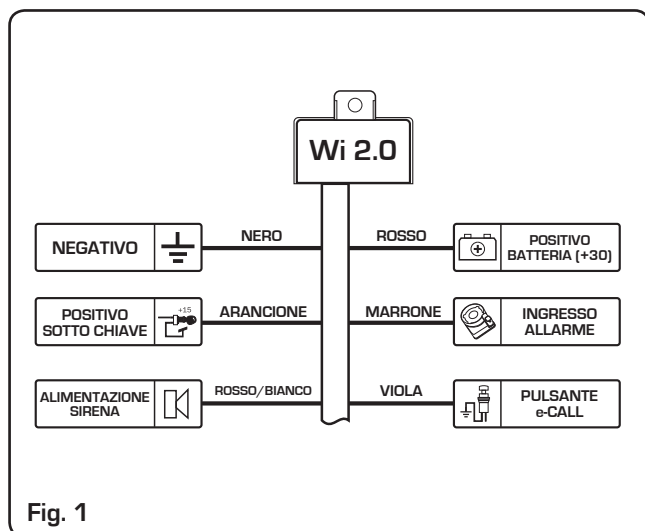 Wi 2.0
NEGATIVO
NERO
ROSSO
POSITIVO
BATTERIA (+30)
POSITIVO
SOTTO CHIAVE
+15
ARANCIONE
MARRONE
INGRESSO
ALLARME
ALIMENTAZIONE
SIRENA
ROSSO/BIANCO
VIOLA
PULSANTE
e-CALL
Fig. 1